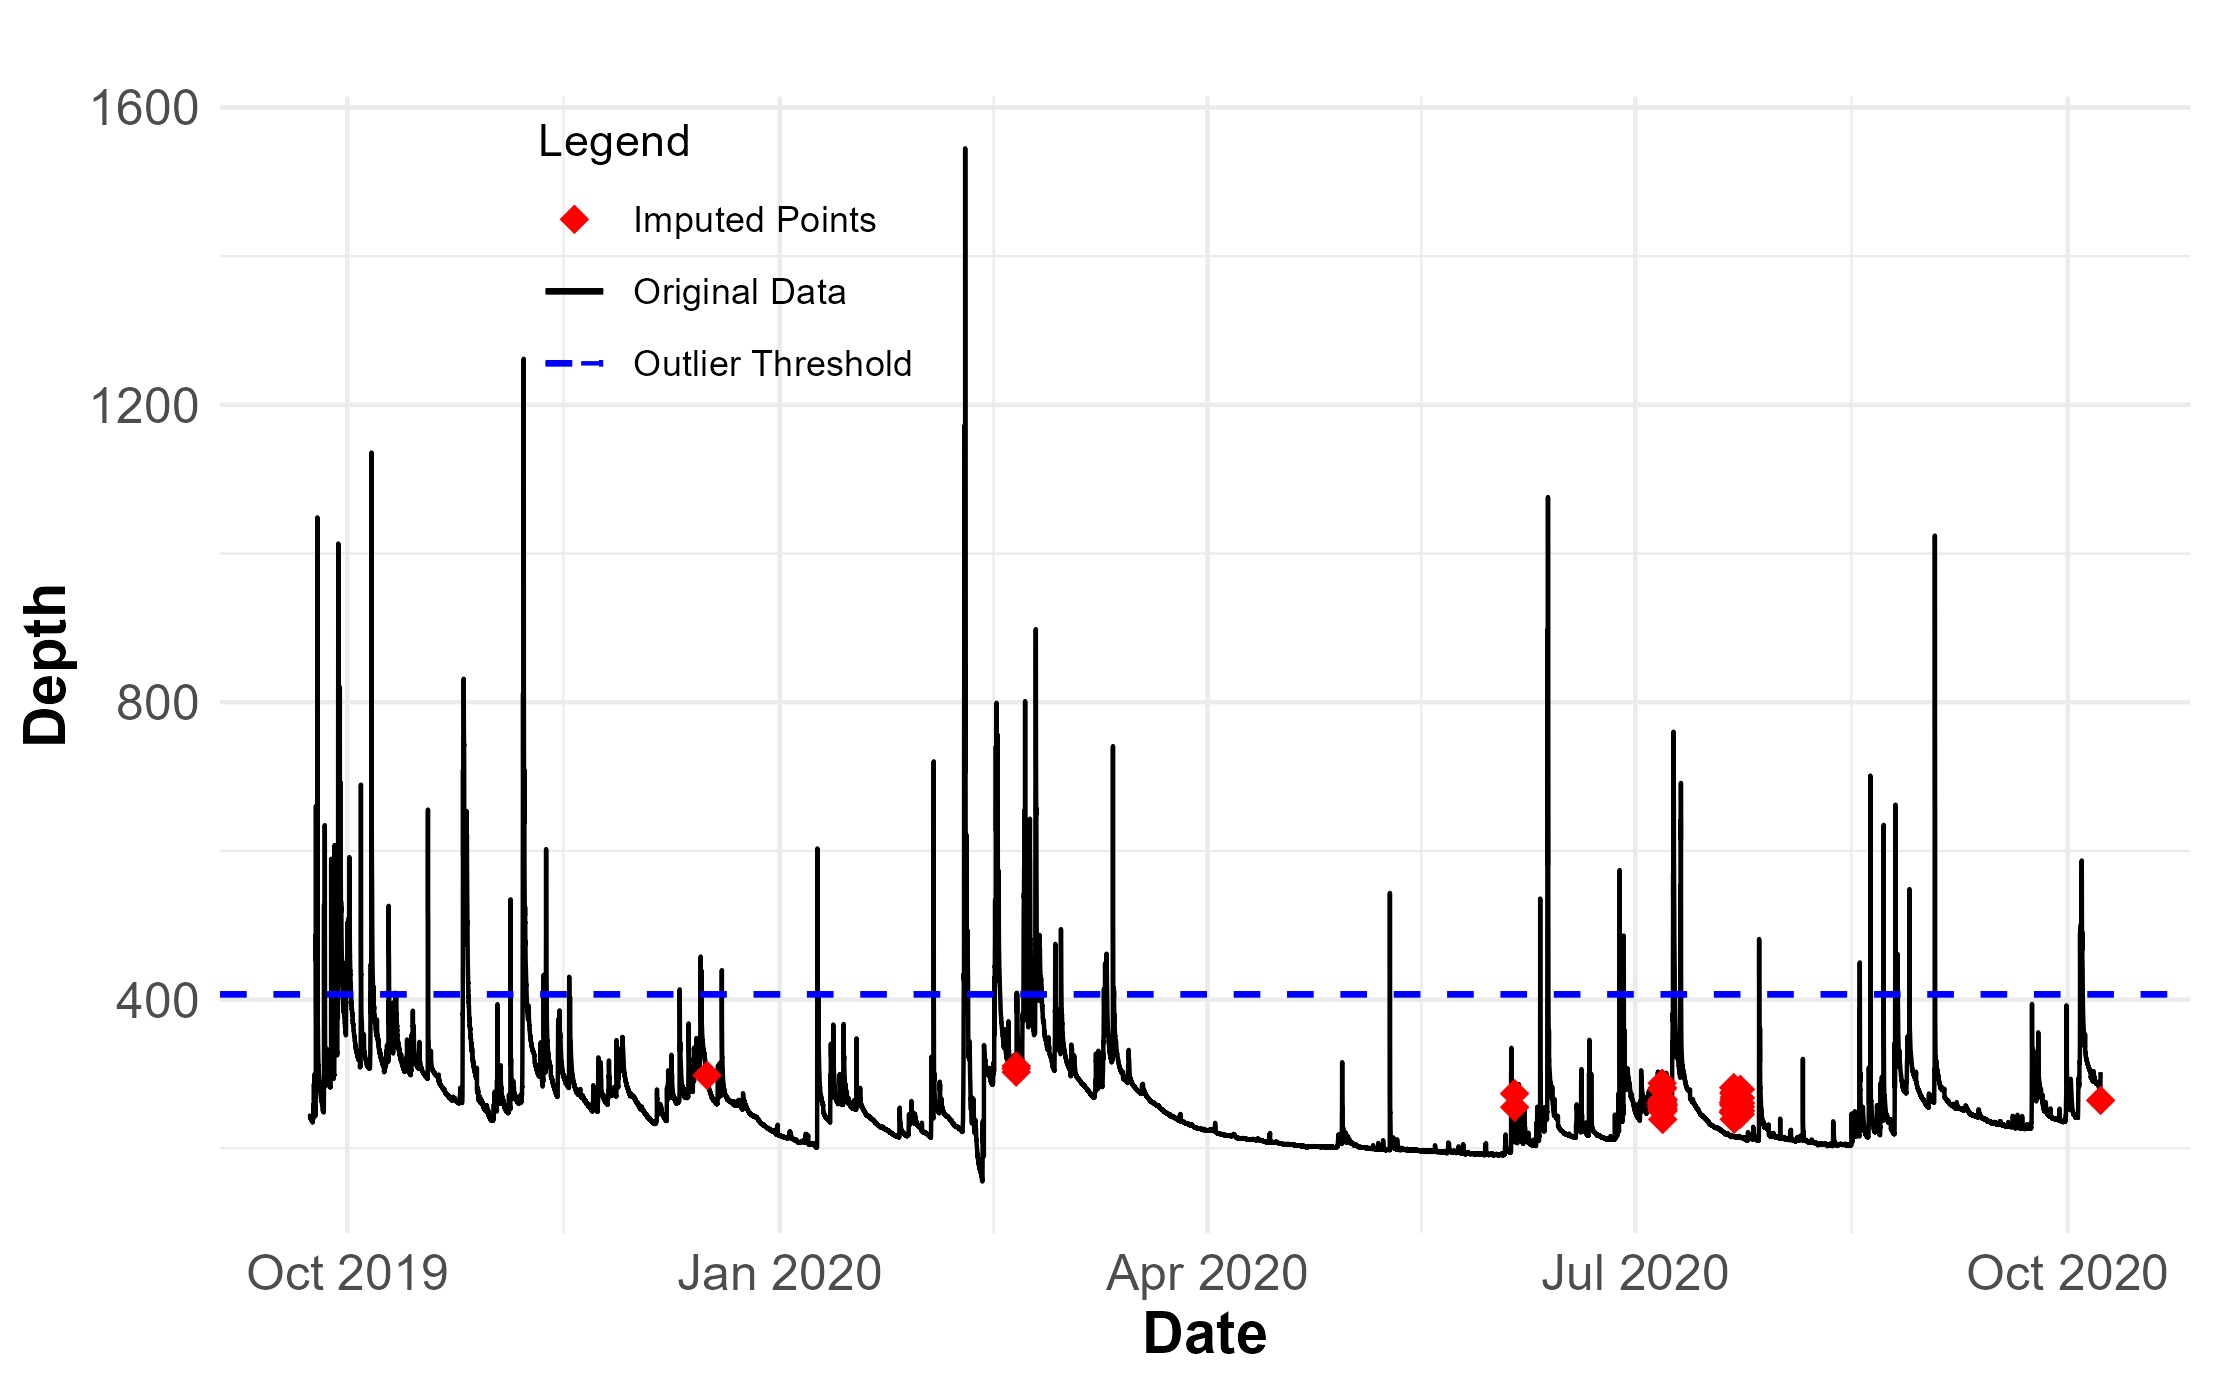 Legend
Imputed Points
Original Data
Outlier Threshold
1600
1200
800
400
Depth
Oct 2019
Jan 2020
Apr 2020
Jul 2020
Oct 2020
Date